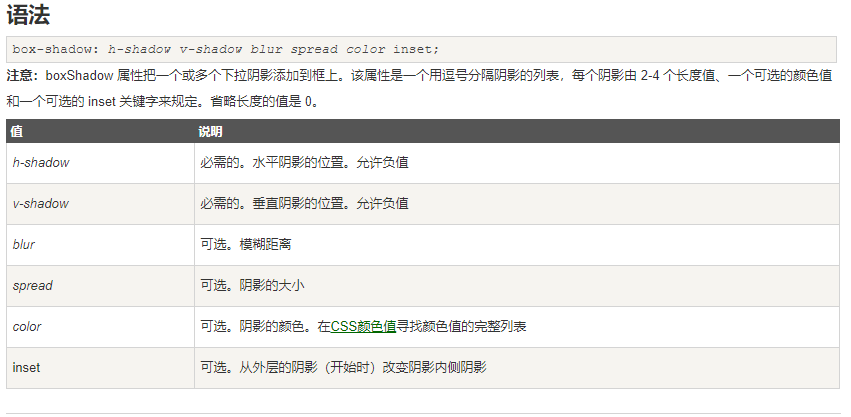 语法
box-shadow: h-shadow v-shadow blur spread color inset;
注意：boxShadow 属性把一个或多个下拉阴影添加到框上。该属性是一个用逗号分隔阴影的列表，每个阴影由 2-4 个长度值、一个可选的颜色值
和一个可选的 inset 关键字来规定。省略长度的值是 0。
值 说明
h-shadow 必需的。水平阴影的位置。允许负值
v-shadow 必需的。垂直阴影的位置。允许负值
blur 可选。模糊距离
spread 可选。阴影的大小
color 可选。阴影的颜色。在CSS颜色值寻找颜色值的完整列表
inset 可选。从外层的阴影（开始时）改变阴影内侧阴影